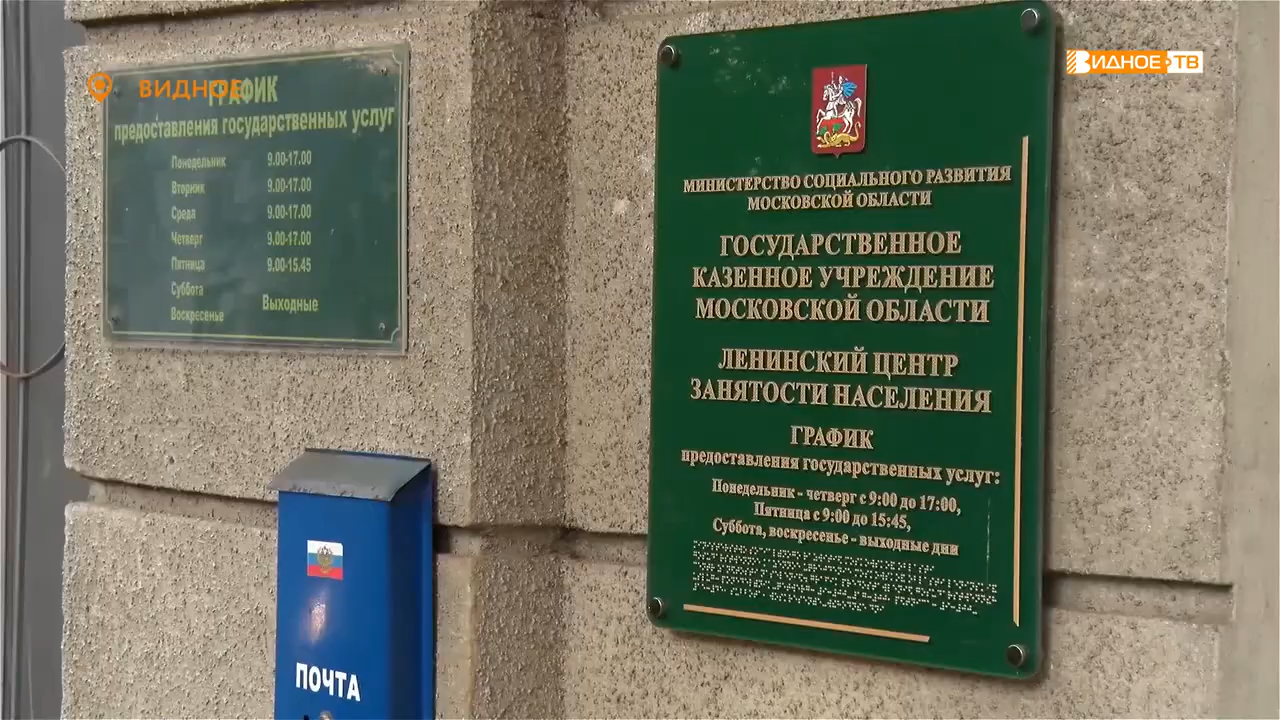 ВИДНОЕ
ВИДНОЕ ТВ
ГРАФИК
предоставления государственных услуг
Понедельник 9.00-17.00
Вторник 9.00-17.00
Среда 9.00-17.00
Четверг 9.00-17.00
Пятница 9.00-15.45
Суббота
Выходные
Воскресенье
ПОЧТА
МИНИСТЕРСТВО СОЦИАЛЬНОГО РАЗВИТИЯ
МОСКОВСКОЙ ОБЛАСТИ
ГОСУДАРСТВЕННОЕ
КАЗЕННОЕ УЧРЕЖДЕНИЕ
МОСКОВСКОЙ ОБЛАСТИ
ЛЕНИНСКИЙ ЦЕНТР
ЗАНЯТОСТИ НАСЕЛЕНИЯ
ГРАФИК
предоставления государственных услуг:
Понедельник - четверг с 9:00 до 17:00,
Пятница с 9:00 до 15:45,
Суббота, воскресенье - выходные дни